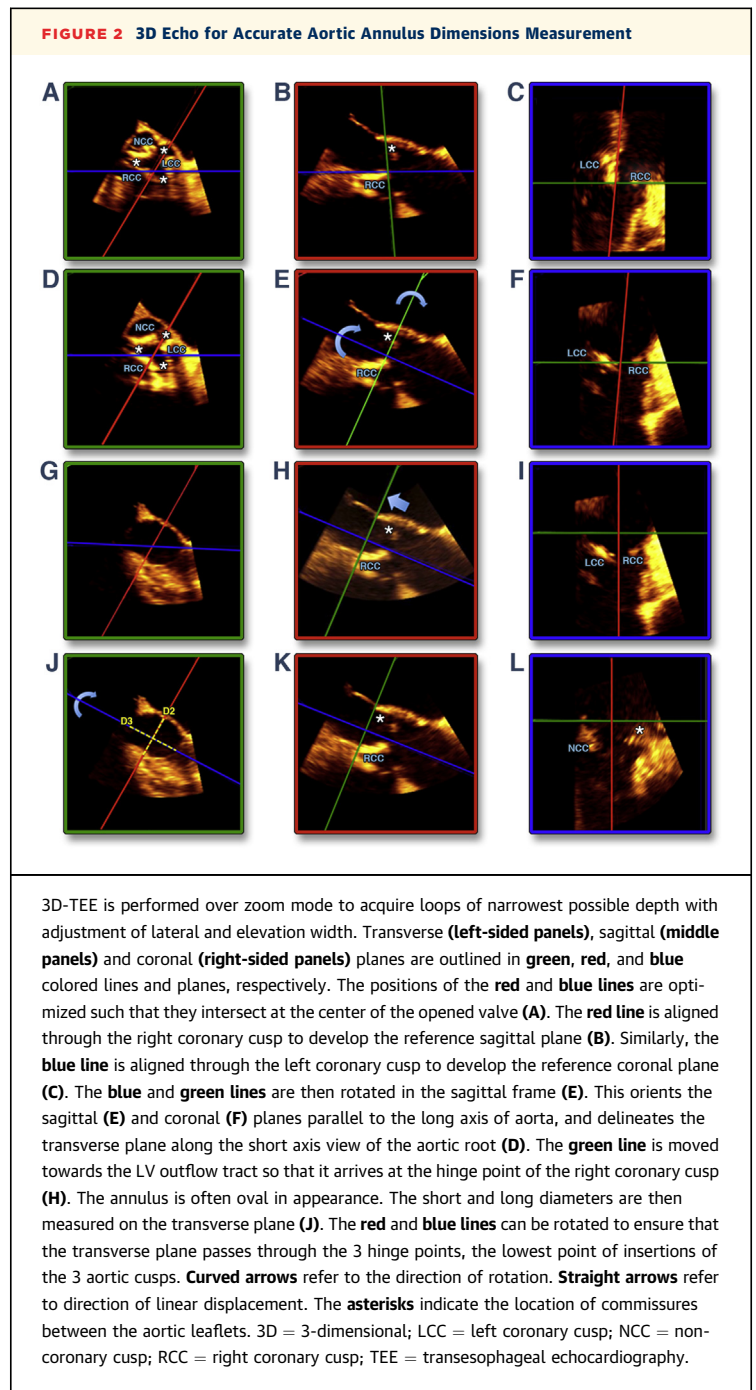 FIGURE 2 3D Echo for Accurate Aortic Annulus Dimensions Measurement
A
NCC
*
*
LCC
RCC
*
B
*
RCC
C
LCC
RCC
D
NCC
*
*
LCC
RCC
*
E
*
RCC
F
LCC
RCC
G
H
*
RCC
I
LCC
RCC
J
D3
D2
K
*
RCC
L
*
NCC
3D-TEE is performed over zoom mode to acquire loops of narrowest possible depth with
adjustment of lateral and elevation width. Transverse (left-sided panels), sagittal (middle
panels) and coronal (right-sided panels) planes are outlined in green, red, and blue
colored lines and planes, respectively. The positions of the red and blue lines are opti-
mized such that they intersect at the center of the opened valve (A). The red line is aligned
through the right coronary cusp to develop the reference sagittal plane (B). Similarly, the
blue line is aligned through the left coronary cusp to develop the reference coronal plane
(C). The blue and green lines are then rotated in the sagittal frame (E). This orients the
sagittal (E) and coronal (F) planes parallel to the long axis of aorta, and delineates the
transverse plane along the short axis view of the aortic root (D). The green line is moved
towards the LV outflow tract so that it arrives at the hinge point of the right coronary cusp
(H). The annulus is often oval in appearance. The short and long diameters are then
measured on the transverse plane (J). The red and blue lines can be rotated to ensure that
the transverse plane passes through the 3 hinge points, the lowest point of insertions of
the 3 aortic cusps. Curved arrows refer to the direction of rotation. Straight arrows refer
to direction of linear displacement. The asterisks indicate the location of commissures
between the aortic leaflets. 3D = 3-dimensional; LCC = left coronary cusp; NCC = non-
coronary cusp; RCC = right coronary cusp; TEE = transesophageal echocardiography.